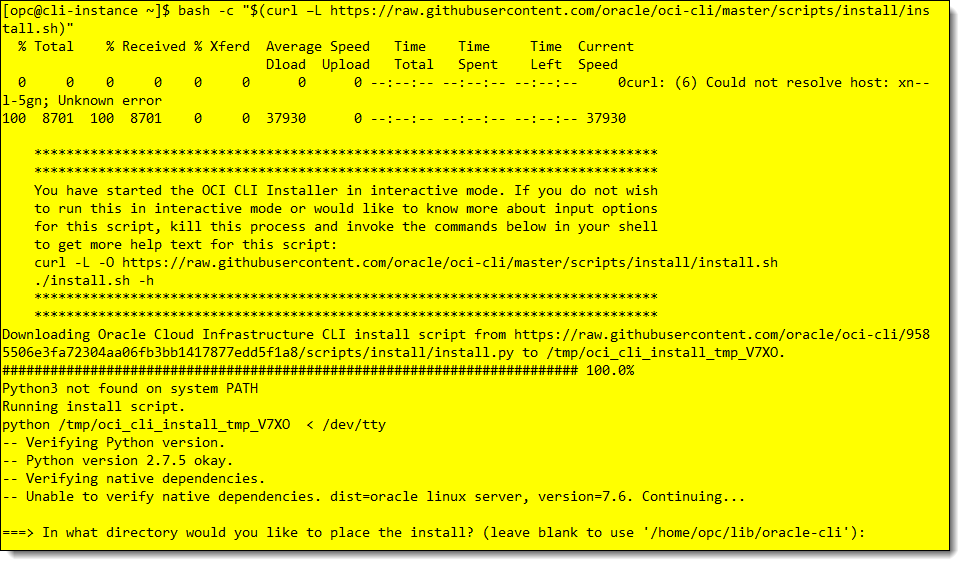 [opc@cli-instance ~]$ bash -c "$(curl –L https://raw.githubusercontent.com/oracle/oci-cli/master/scripts/install/ins
tall.sh)"
  % Total    % Received % Xferd  Average Speed   Time    Time     Time  Current
                                 Dload  Upload   Total   Spent    Left  Speed
  0     0    0     0    0     0      0      0 --:--:-- --:--:-- --:--:--     0curl: (6) Could not resolve host: xn--
l-5gn; Unknown error
100  8701  100  8701    0     0  37930      0 --:--:-- --:--:-- --:--:-- 37930
    ******************************************************************************
    ******************************************************************************
    You have started the OCI CLI Installer in interactive mode. If you do not wish
    to run this in interactive mode or would like to know more about input options
    for this script, kill this process and invoke the commands below in your shell
    to get more help text for this script:
    curl -L -O https://raw.githubusercontent.com/oracle/oci-cli/master/scripts/install/install.sh
    ./install.sh -h
    ******************************************************************************
    ******************************************************************************
Downloading Oracle Cloud Infrastructure CLI install script from https://raw.githubusercontent.com/oracle/oci-cli/958
5506e3fa72304aa06fb3bb1417877edd5f1a8/scripts/install/install.py to /tmp/oci_cli_install_tmp_V7XO.
######################################################################## 100.0%
Python3 not found on system PATH
Running install script.
python /tmp/oci_cli_install_tmp_V7XO  < /dev/tty
-- Verifying Python version.
-- Python version 2.7.5 okay.
-- Verifying native dependencies.
-- Unable to verify native dependencies. dist=oracle linux server, version=7.6. Continuing...
===> In what directory would you like to place the install? (leave blank to use '/home/opc/lib/oracle-cli'):